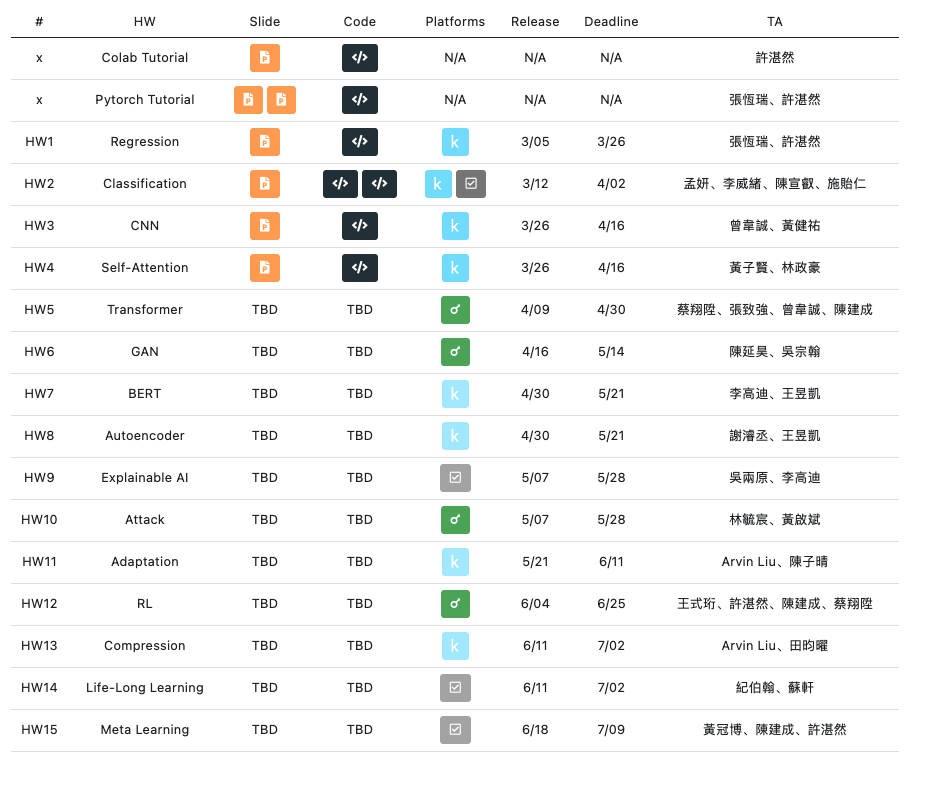 # HW Slide Code Platforms Release Deadline TA
x Colab Tutorial P </> N/A N/A N/A 許湛然
x Pytorch Tutorial P P </> N/A N/A N/A 張恆瑞、許湛然
HW1 Regression P </> k 3/05 3/26 張恆瑞、許湛然
HW2 Classification P </> </> k 3/12 4/02 孟妍、李威緒、陳宣叡、施貽仁
HW3 CNN P </> k 3/26 4/16 曾韋誠、黃健祐
HW4 Self-Attention P </> k 3/26 4/16 黃子賢、林政豪
HW5 Transformer TBD TBD 4/09 4/30 蔡翔陞、張致強、曾韋誠、陳建成
HW6 GAN TBD TBD 4/16 5/14 陳延昊、吳宗翰
HW7 BERT TBD TBD k 4/30 5/21 李高迪、王昱凱
HW8 Autoencoder TBD TBD k 4/30 5/21 謝濬丞、王昱凱
HW9 Explainable AI TBD TBD 5/07 5/28 吳兩原、李高迪
HW10 Attack TBD TBD 5/07 5/28 林毓宸、黃啟斌
HW11 Adaptation TBD TBD k 5/21 6/11 Arvin Liu、陳子晴
HW12 RL TBD TBD 6/04 6/25 王式珩、許湛然、陳建成、蔡翔陞
HW13 Compression TBD TBD k 6/11 7/02 Arvin Liu、田昀曜
HW14 Life-Long Learning TBD TBD 6/11 7/02 紀伯翰、蘇軒
HW15 Meta Learning TBD TBD 6/18 7/09 黃冠博、陳建成、許湛然